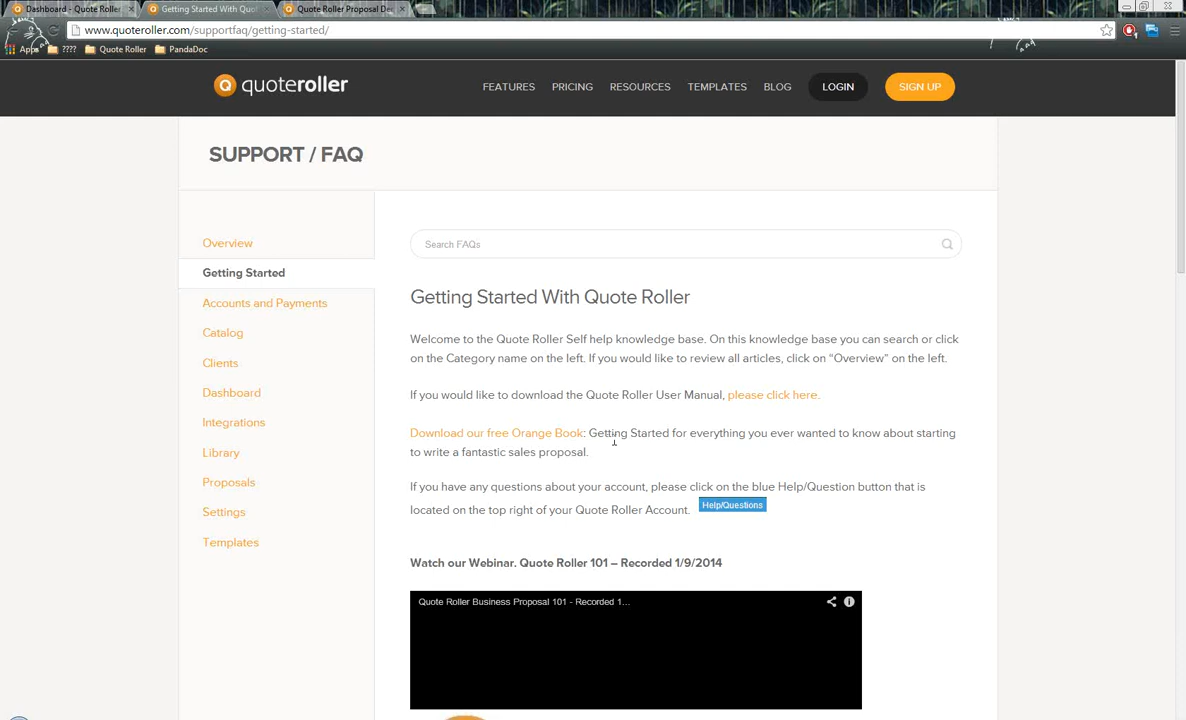 Dashboard - Quote Roller
Getting Started With Quot
Quote Roller Proposal De
www.quoteroller.com/supportfaq/getting-started/
Apps ???? Quote Roller PandaDoc
quoteroller FEATURES PRICING RESOURCES TEMPLATES BLOG LOGIN SIGN UP
SUPPORT / FAQ
Overview
Getting Started
Accounts and Payments
Catalog
Clients
Dashboard
Integrations
Library
Proposals
Settings
Templates
Search FAQs
Getting Started With Quote Roller
Welcome to the Quote Roller Self help knowledge base. On this knowledge base you can search or click
on the Category name on the left. If you would like to review all articles, click on “Overview” on the left.
If you would like to download the Quote Roller User Manual, please click here.
Download our free Orange Book: Getting Started for everything you ever wanted to know about starting
to write a fantastic sales proposal.
If you have any questions about your account, please click on the blue Help/Question button that is
located on the top right of your Quote Roller Account. Help/Questions
Watch our Webinar. Quote Roller 101 – Recorded 1/9/2014
Quote Roller Business Proposal 101 - Recorded 1...